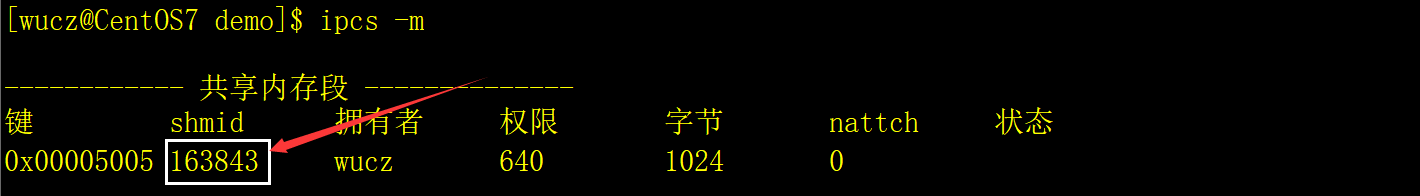 [wucz@CentOS7 demo]$ ipcs -m
------------ 共享内存段 --------------
键 shmid 拥有者 权限 字节 nattch 状态
0x00005005 163843 wucz 640 1024 0